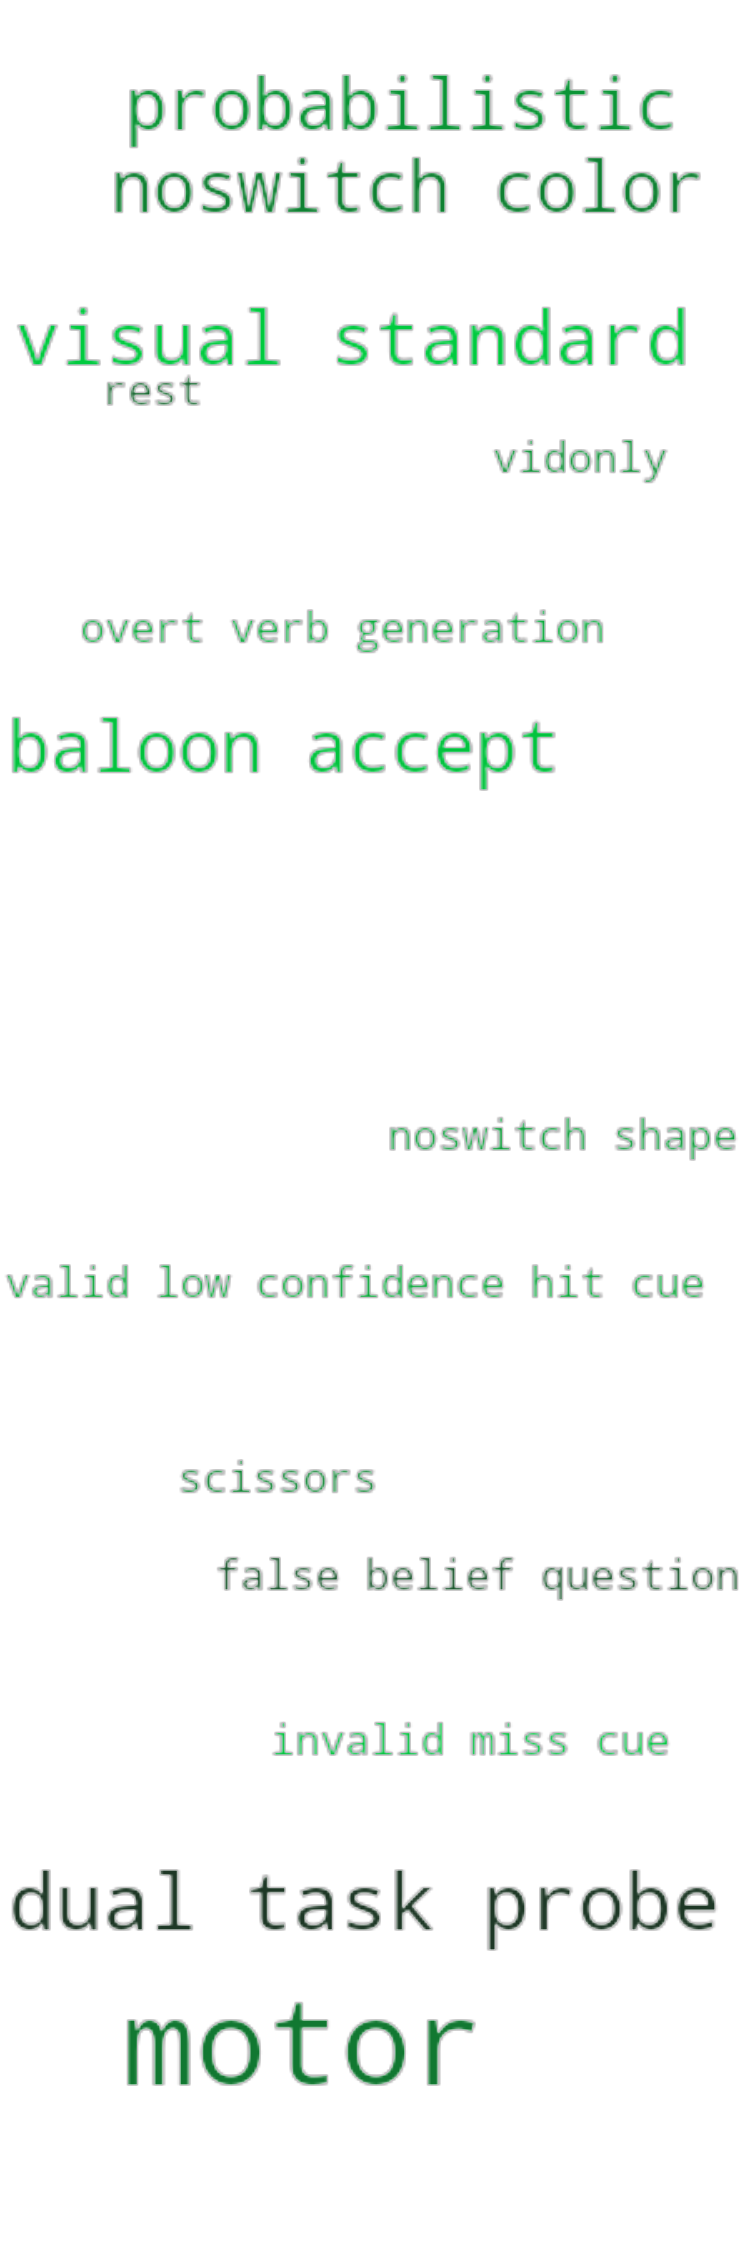 probabilistic
noswitch color
visual standard
rest
vidonly
overt verb generation
baloon accept
noswitch shape
valid low confidence hit cue
scissors
false belief question
invalid miss cue
dual task probe
motor